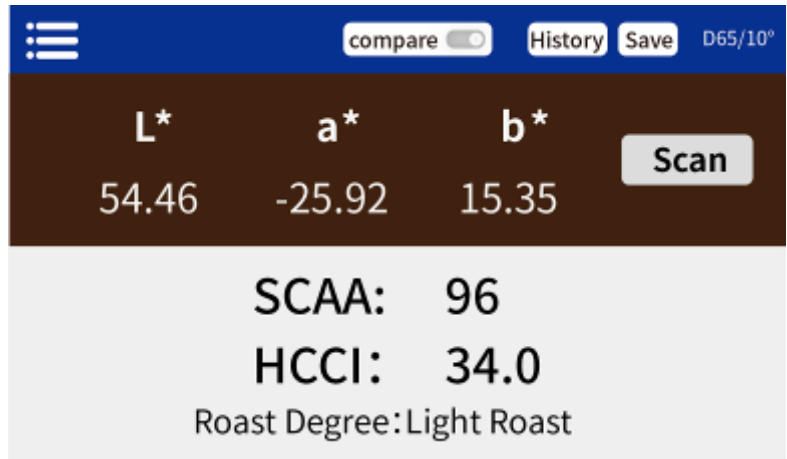 compare History Save D65/10°
L* a* b*
Scan
54.46 -25.92 15.35
SCAA: 96
HCCI: 34.0
Roast Degree:Light Roast